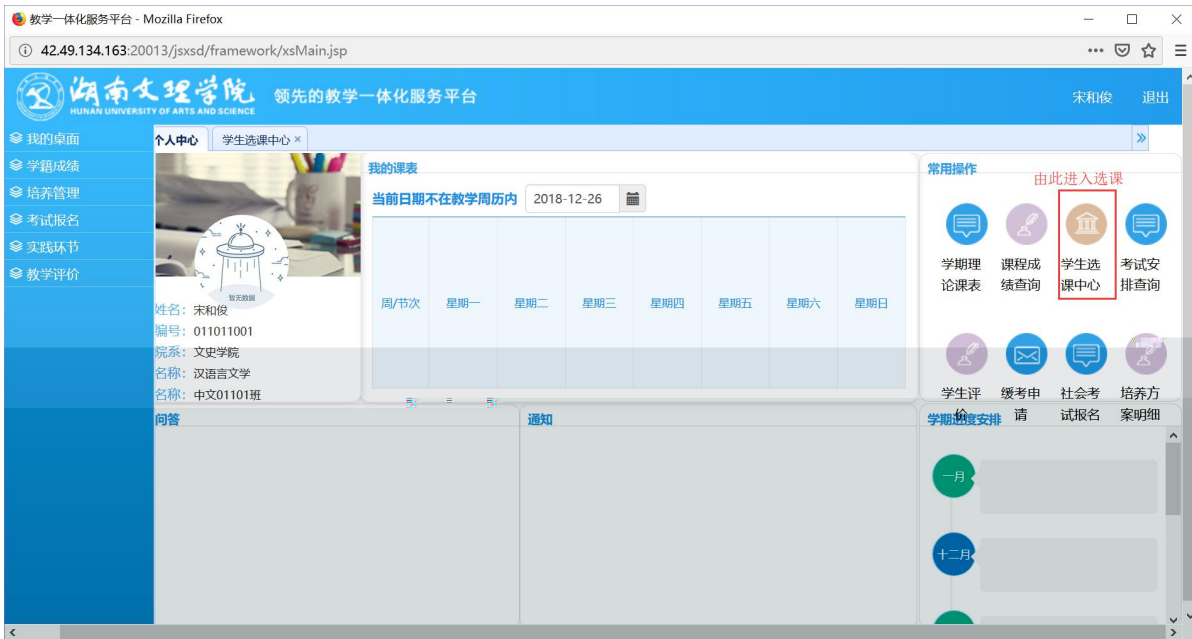 教学一体化服务平台 - Mozilla Firefox
42.49.134.163:20013/jsxsd/framework/xsMain.jsp
湖南文理学院
HUNAN UNIVERSITY OF ARTS AND SCIENCE
领先的教学一体化服务平台
宋和俊
退出
我的桌面
学籍成绩
培养管理
考试报名
实践环节
教学评价
个人中心
学生选课中心
暂无数据
姓名: 宋和俊
编号: 011011001
院系: 文史学院
名称: 汉语言文学
名称: 中文01101班
我的课表
当前日期不在教学周历内 2018-12-26
周/节次 星期一 星期二 星期三 星期四 星期五 星期六 星期日
常用操作
由此进入选课
学期理论课表
课程成绩查询
学生选课中心
考试安排查询
学生评价
缓考申请
社会考试报名
培养方案明细
问答
通知
学期进度安排
一月
十二月